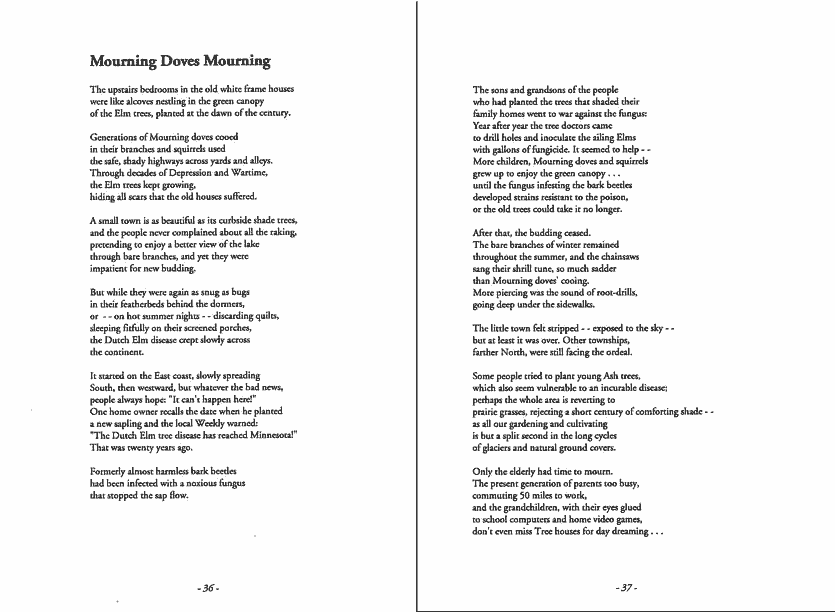 Mourning Doves Mourning
The upstairs bedrooms in the old white frame houses
were like alcoves nestling in the green canopy
of the Elm trees, planted at the dawn of the century.
Generations of Mourning doves cooed
in their branches and squirrels used
the safe, shady highways across yards and alleys.
Through decades of Depression and Wartime,
the Elm trees kept growing,
hiding all scars that the old houses suffered.
A small town is as beautiful as its curbside shade trees,
and the people never complained about all the raking,
pretending to enjoy a better view of the lake
through bare branches, and yet they were
impatient for new budding.
But while they were again as snug as bugs
in their featherbeds behind the dormers,
or - - on hot summer nights - - discarding quilts,
sleeping fitfully on their screened porches,
the Dutch Elm disease crept slowly across
the continent.
It started on the East coast, slowly spreading
South, then westward, but whatever the bad news,
people always hope: "It can't happen here!"
One home owner recalls the date when he planted
a new sapling and the local Weekly warned:
"The Dutch Elm tree disease has reached Minnesota!"
That was twenty years ago.
Formerly almost harmless bark beetles
had been infected with a noxious fungus
that stopped the sap flow.
- 36 -
The sons and grandsons of the people
who had planted the trees that shaded their
family homes went to war against the fungus:
Year after year the tree doctors came
to drill holes and inoculate the ailing Elms
with gallons of fungicide. It seemed to help - -
More children, Mourning doves and squirrels
grew up to enjoy the green canopy . . .
until the fungus infesting the bark beetles
developed strains resistant to the poison,
or the old trees could take it no longer.
After that, the budding ceased.
The bare branches of winter remained
throughout the summer, and the chainsaws
sang their shrill tune, so much sadder
than Mourning doves' cooing.
More piercing was the sound of root-drills,
going deep under the sidewalks.
The little town felt stripped - - exposed to the sky - -
but at least it was over. Other townships,
farther North, were still facing the ordeal.
Some people tried to plant young Ash trees,
which also seem vulnerable to an incurable disease;
perhaps the whole area is reverting to
prairie grasses, rejecting a short century of comforting shade - -
as all our gardening and cultivating
is but a split second in the long cycles
of glaciers and natural ground covers.
Only the elderly had time to mourn.
The present generation of parents too busy,
commuting 50 miles to work,
and the grandchildren, with their eyes glued
to school computers and home video games,
don't even miss Tree houses for day dreaming . . .
- 37 -